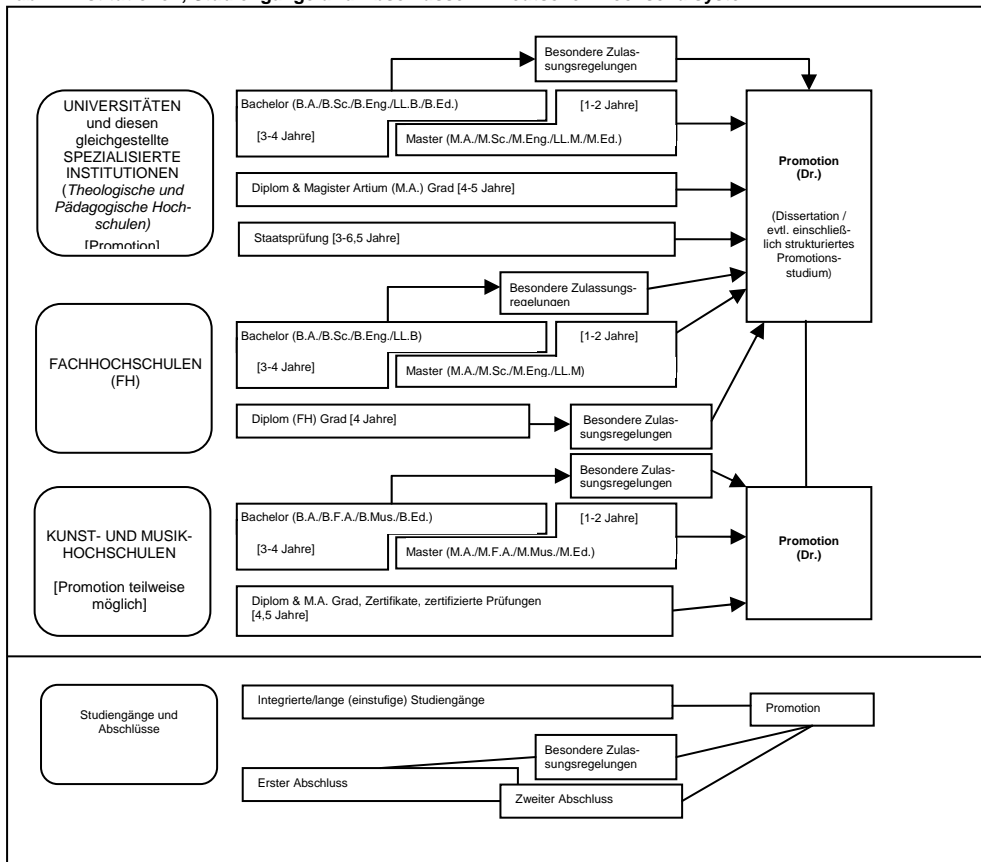 Besondere Zulas-
sungsregelungen
UNIVERSITÄTEN
und diesen
gleichgestellte
SPEZIALISIERTE
INSTITUTIONEN
(Theologische und
Pädagogische Hoch-
schulen)
[Promotion]
Bachelor (B.A./B.Sc./B.Eng./LL.B./B.Ed.)
[3-4 Jahre]
[1-2 Jahre]
Master (M.A./M.Sc./M.Eng./LL.M./M.Ed.)
Diplom & Magister Artium (M.A.) Grad [4-5 Jahre]
Staatsprüfung [3-6,5 Jahre]
Promotion
(Dr.)
(Dissertation /
evtl. einschließ-
lich strukturiertes
Promotions-
studium)
FACHHOCHSCHULEN
(FH)
Besondere Zulassungs-
regelungen
Bachelor (B.A./B.Sc./B.Eng./LL.B)
[3-4 Jahre]
[1-2 Jahre]
Master (M.A./M.Sc./M.Eng./LL.M)
Diplom (FH) Grad [4 Jahre]
Besondere Zulas-
sungsregelungen
KUNST- UND MUSIK-
HOCHSCHULEN
[Promotion teilweise
möglich]
Besondere Zulas-
sungsregelungen
Bachelor (B.A./B.F.A./B.Mus./B.Ed.)
[3-4 Jahre]
[1-2 Jahre]
Master (M.A./M.F.A./M.Mus./M.Ed.)
Diplom & M.A. Grad, Zertifikate, zertifizierte Prüfungen
[4,5 Jahre]
Promotion
(Dr.)
Studiengänge und
Abschlüsse
Integrierte/lange (einstufige) Studiengänge
Promotion
Besondere Zulas-
sungsregelungen
Erster Abschluss
Zweiter Abschluss